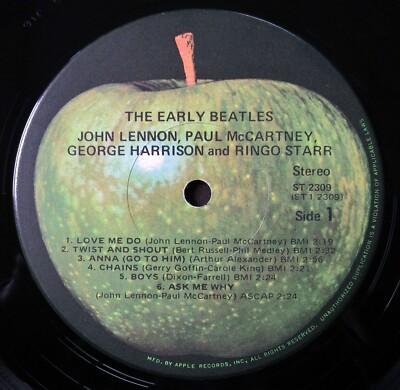 THE EARLY BEATLES
JOHN LENNON, PAUL McCARTNEY,
GEORGE HARRISON and RINGO STARR
Stereo
ST 2309
(ST 1 2309)
Side 1
1. LOVE ME DO (John Lennon-Paul McCartney) BMI 2:19
2. TWIST AND SHOUT (Bert Russell-Phil Medley) BMI 2:32
3. ANNA (GO TO HIM) (Arthur Alexander) BMI 2:56
4. CHAINS (Gerry Goffin-Carole King) BMI 2:21
5. BOYS (Dixon-Farrell) BMI 2:24
6. ASK ME WHY
(John Lennon-Paul McCartney) ASCAP 2:24
MFD. BY APPLE RECORDS, INC. ALL RIGHTS RESERVED. UNAUTHORIZED DUPLICATION IS A VIOLATION OF APPLICABLE LAWS